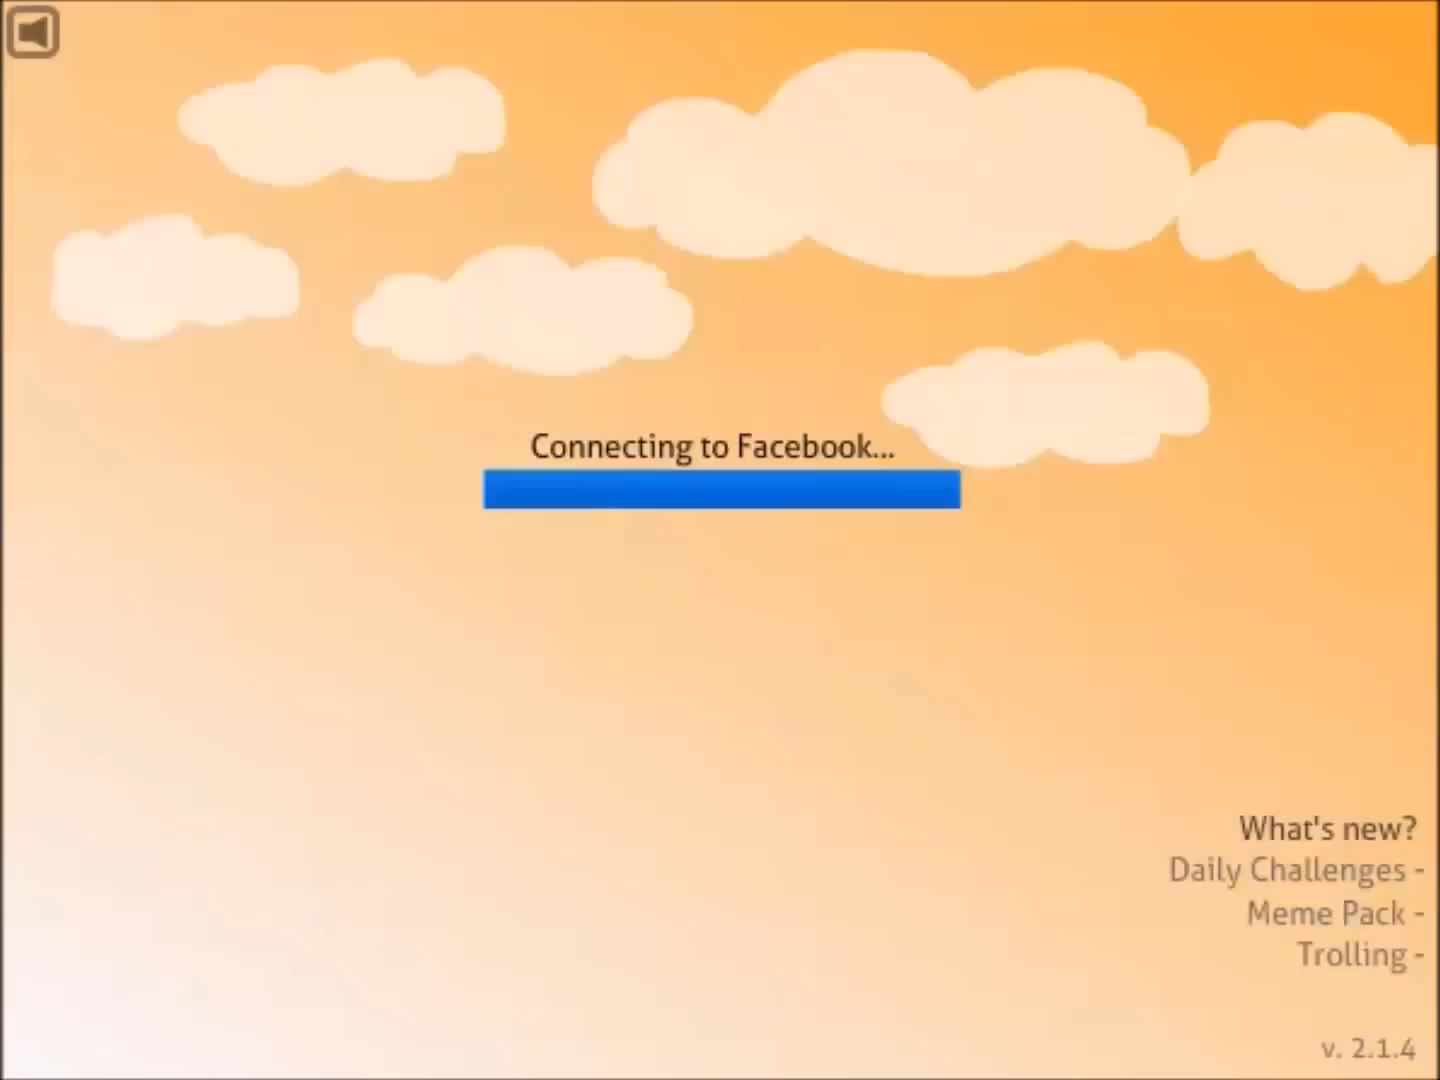 Connecting to Facebook...
What's new?
Daily Challenges -
Meme Pack -
Trolling -
v. 2.1.4